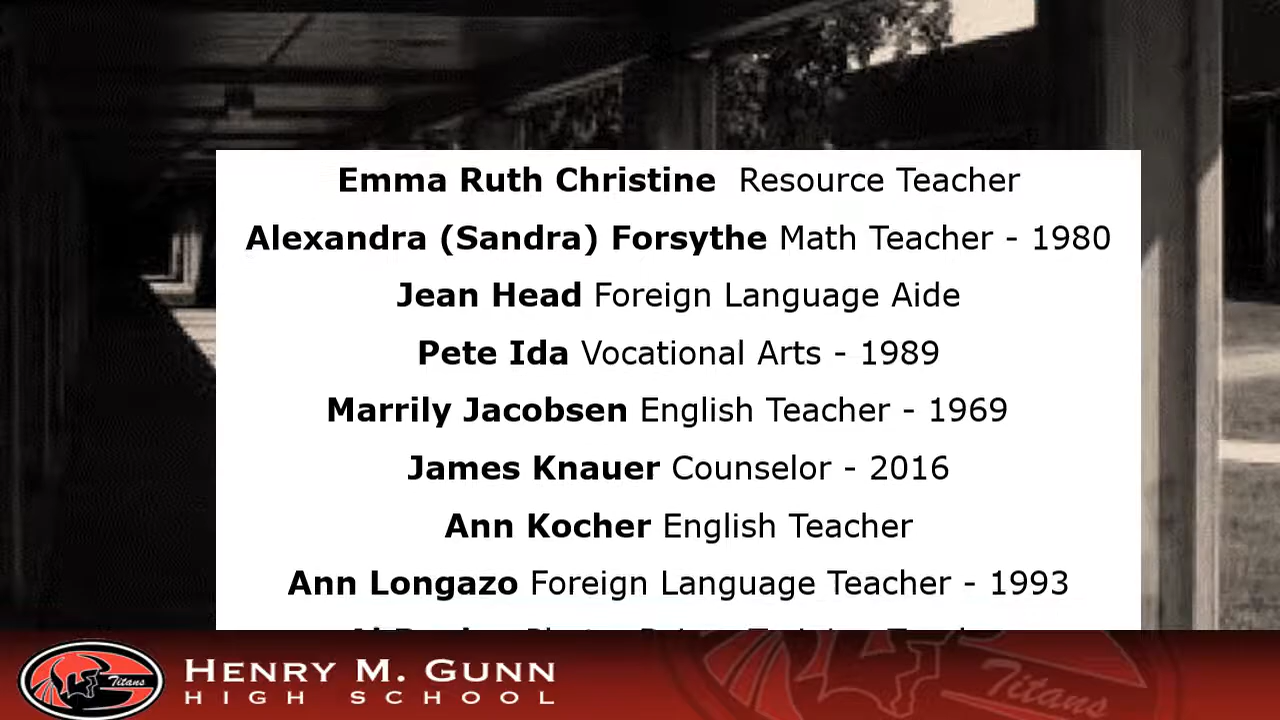 Emma Ruth Christine Resource Teacher
Alexandra (Sandra) Forsythe Math Teacher - 1980
Jean Head Foreign Language Aide
Pete Ida Vocational Arts - 1989
Marrily Jacobsen English Teacher - 1969
James Knauer Counselor - 2016
Ann Kocher English Teacher
Ann Longazo Foreign Language Teacher - 1993
Titans
HENRY M. GUNN
HIGH SCHOOL
Titans